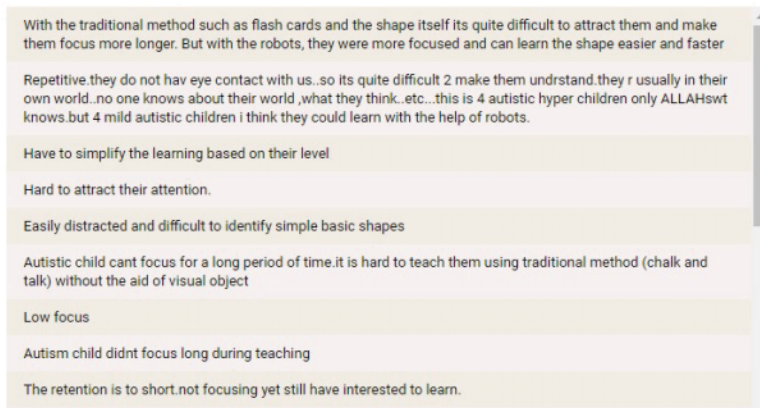 With the traditional method such as flash cards and the shape itself its quite difficult to attract them and make
them focus more longer. But with the robots, they were more focused and can learn the shape easier and faster
Repetitive.they do not hav eye contact with us..so its quite difficult 2 make them undrstand.they r usually in their
own world..no one knows about their world ,what they think..etc...this is 4 autistic hyper children only ALLAHswt
knows.but 4 mild autistic children i think they could learn with the help of robots.
Have to simplify the learning based on their level
Hard to attract their attention.
Easily distracted and difficult to identify simple basic shapes
Autistic child cant focus for a long period of time.it is hard to teach them using traditional method (chalk and
talk) without the aid of visual object
Low focus
Autism child didnt focus long during teaching
The retention is to short.not focusing yet still have interested to learn.